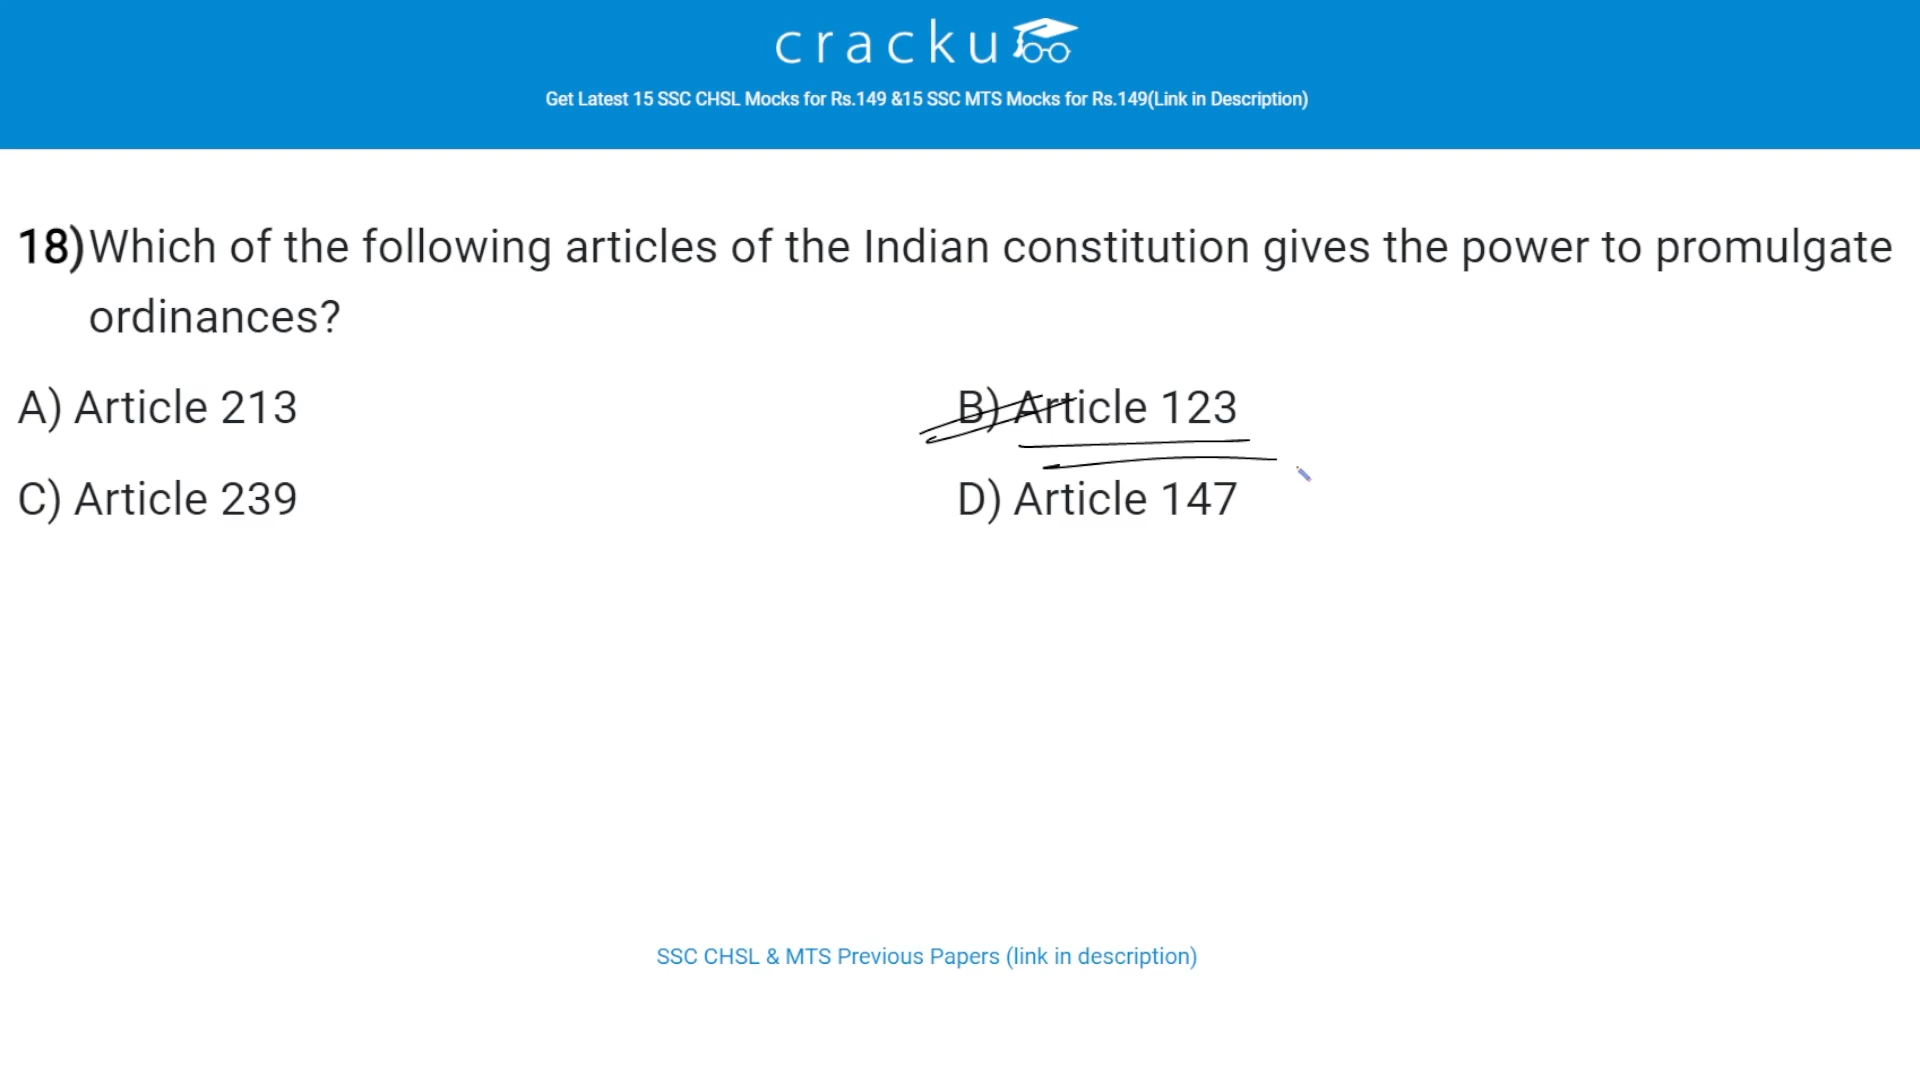 cracku
Get Latest 15 SSC CHSL Mocks for Rs.149 &15 SSC MTS Mocks for Rs.149(Link in Description)
18)Which of the following articles of the Indian constitution gives the power to promulgate
ordinances?
A) Article 213
B) Article 123
C) Article 239
D) Article 147
SSC CHSL & MTS Previous Papers (link in description)